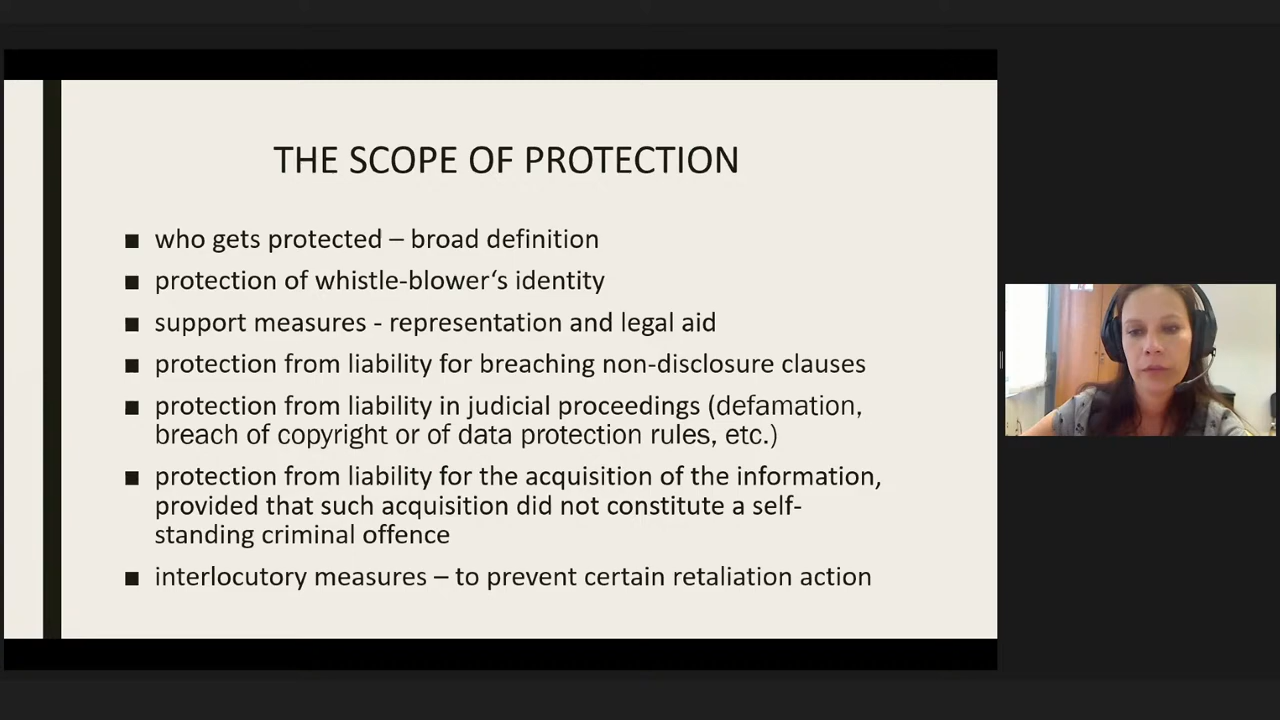 THE SCOPE OF PROTECTION
■ who gets protected – broad definition
■ protection of whistle-blower‘s identity
■ support measures - representation and legal aid
■ protection from liability for breaching non-disclosure clauses
■ protection from liability in judicial proceedings (defamation,
breach of copyright or of data protection rules, etc.)
■ protection from liability for the acquisition of the information,
provided that such acquisition did not constitute a self-
standing criminal offence
■ interlocutory measures – to prevent certain retaliation action